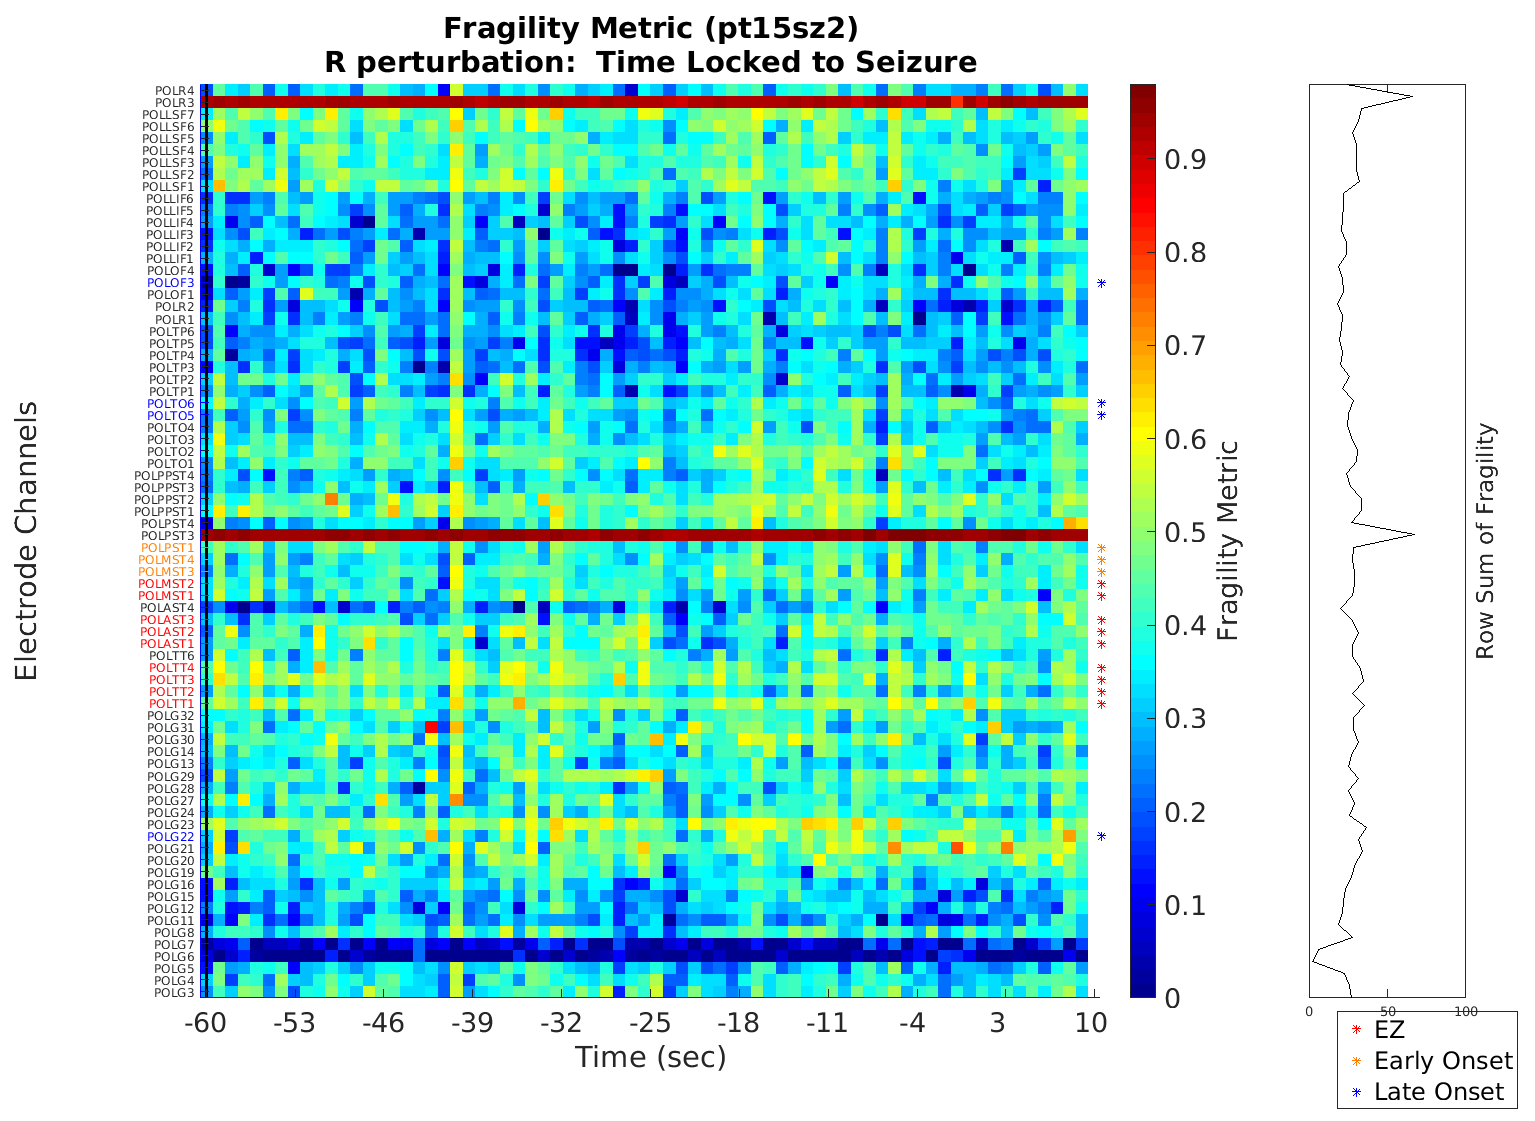 Fragility Metric (pt15sz2)
R perturbation: Time Locked to Seizure
Electrode Channels
POLR4
POLR3
POLLSF7
POLLSF6
POLLSF5
POLLSF4
POLLSF3
POLLSF2
POLLSF1
POLLIF6
POLLIF5
POLLIF4
POLLIF3
POLLIF2
POLLIF1
POLOF4
POLOF3
POLOF1
POLR2
POLR1
POLTP6
POLTP5
POLTP4
POLTP3
POLTP2
POLTP1
POLTO6
POLTO5
POLTO4
POLTO3
POLTO2
POLTO1
POLPPST4
POLPPST3
POLPPST2
POLPPST1
POLPST4
POLPST3
POLPST1
POLMST4
POLMST3
POLMST2
POLMST1
POLAST4
POLAST3
POLAST2
POLAST1
POLTT6
POLTT4
POLTT3
POLTT2
POLTT1
POLG32
POLG31
POLG30
POLG14
POLG13
POLG29
POLG28
POLG27
POLG24
POLG23
POLG22
POLG21
POLG20
POLG19
POLG16
POLG15
POLG12
POLG11
POLG8
POLG7
POLG6
POLG5
POLG4
POLG3
-60 -53 -46 -39 -32 -25 -18 -11 -4 3 10
Time (sec)
0.9
0.8
0.7
0.6
0.5
0.4
0.3
0.2
0.1
0
Fragility Metric
Row Sum of Fragility
0 50 100
EZ
Early Onset
Late Onset